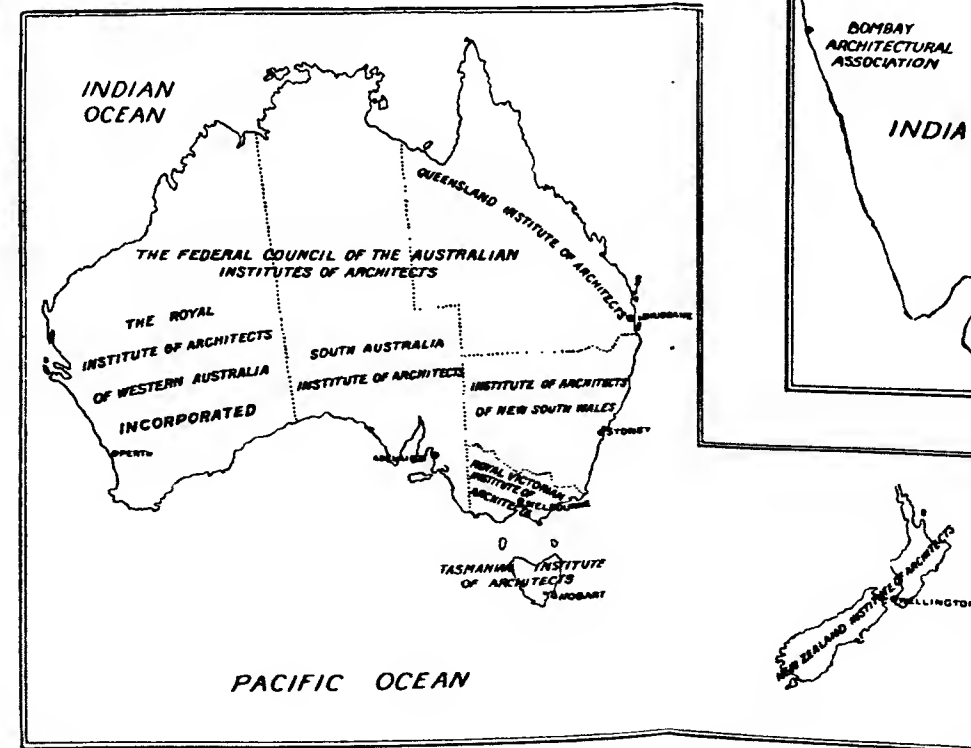 INDIAN
OCEAN
BOMBAY
ARCHITECTURAL
ASSOCIATION
INDIA
QUEENSLAND INSTITUTE OF ARCHITECTS
BRISBANE
THE FEDERAL COUNCIL OF THE AUSTRALIAN
INSTITUTES OF ARCHITECTS
THE ROYAL
INSTITUTE OF ARCHITECTS
OF WESTERN AUSTRALIA
INCORPORATED
PERTH
SOUTH AUSTRALIA
INSTITUTE OF ARCHITECTS
ADELAIDE
INSTITUTE OF ARCHITECTS
OF NEW SOUTH WALES
SYDNEY
ROYAL VICTORIAN
INSTITUTE OF
ARCHITECTS
MELBOURNE
TASMANIAN INSTITUTE
OF ARCHITECTS
HOBART
NEW ZEALAND INSTITUTE OF ARCHITECTS
WELLINGTON
PACIFIC OCEAN